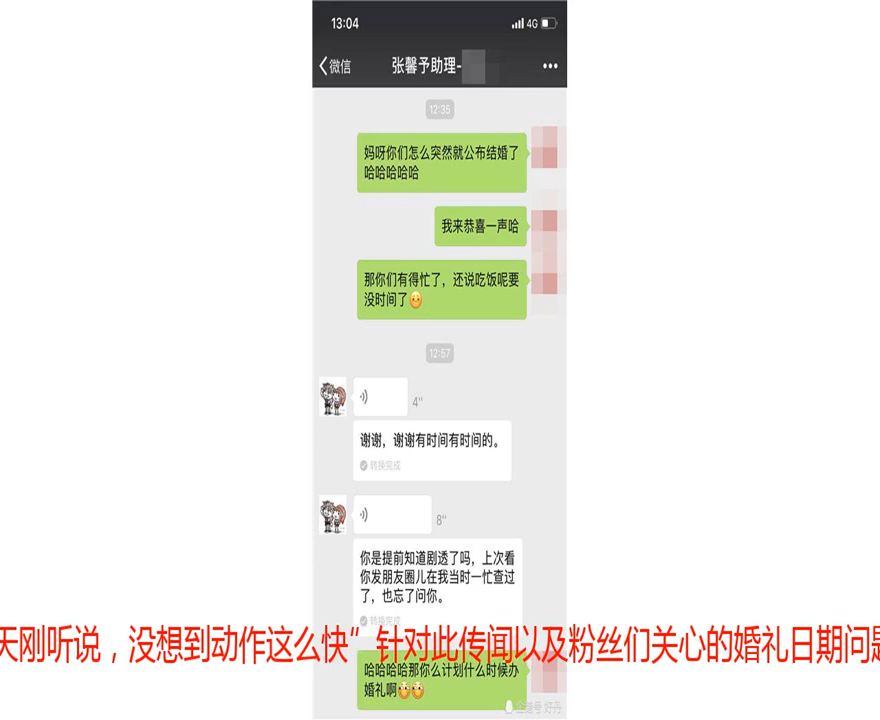 13:04
4G
微信
张馨予助理-
12:35
妈呀你们怎么突然就公布结婚了
哈哈哈哈哈
我来恭喜一声哈
那你们有得忙了，还说吃饭呢要
没时间了
12:57
4"
谢谢，谢谢有时间有时间的。
转换完成
8"
你是提前知道剧透了吗，上次看
你发朋友圈儿在我当时一忙查过
了，也忘了问你。
转换完成
天刚听说，没想到动作这么快”针对此传闻以及粉丝们关心的婚礼日期问是
哈哈哈哈那你么计划什么时候办
婚礼啊